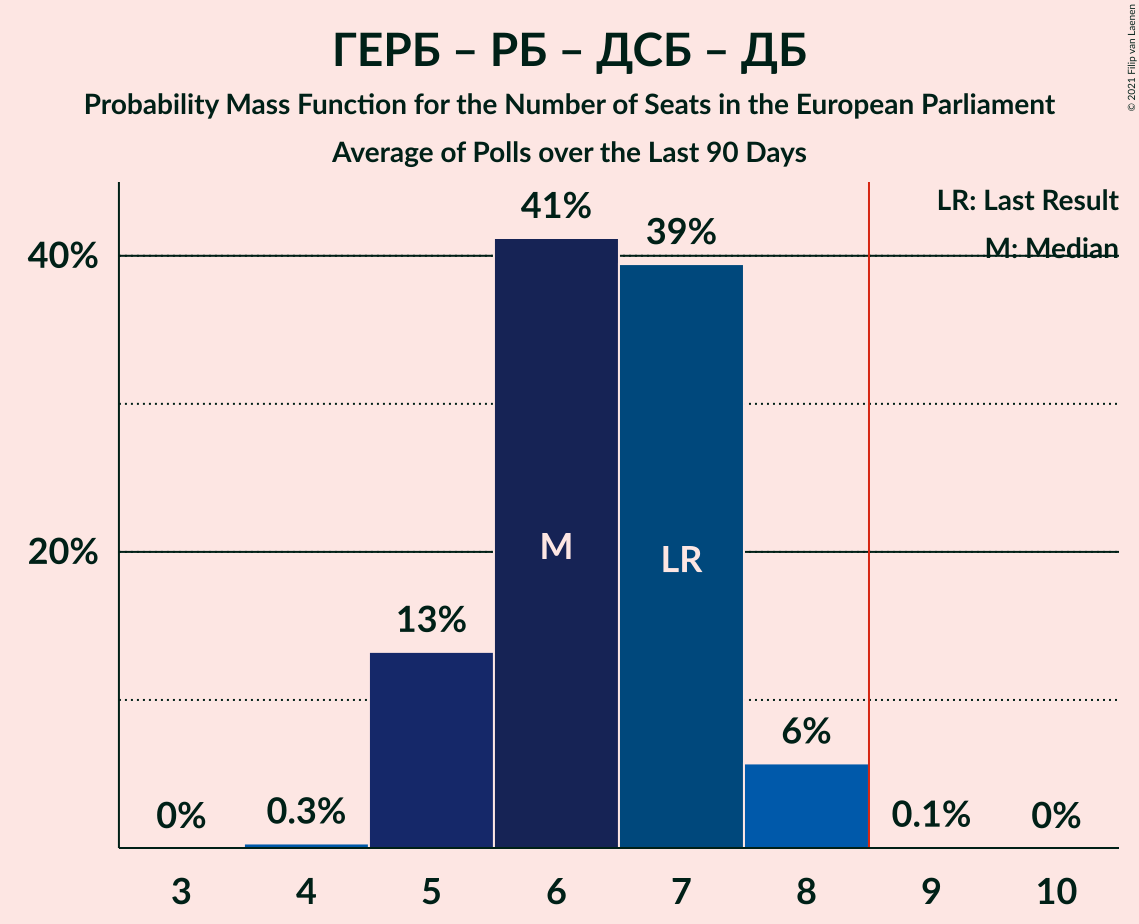 ГЕРБ – РБ – ДСБ – ДБ
Probability Mass Function for the Number of Seats in the European Parliament
Average of Polls over the Last 90 Days
© 2021 Filip van Laenen
LR: Last Result
M: Median
40%
20%
0%
0.3%
13%
41%
39%
6%
0.1%
0%
M
LR
3 4 5 6 7 8 9 10